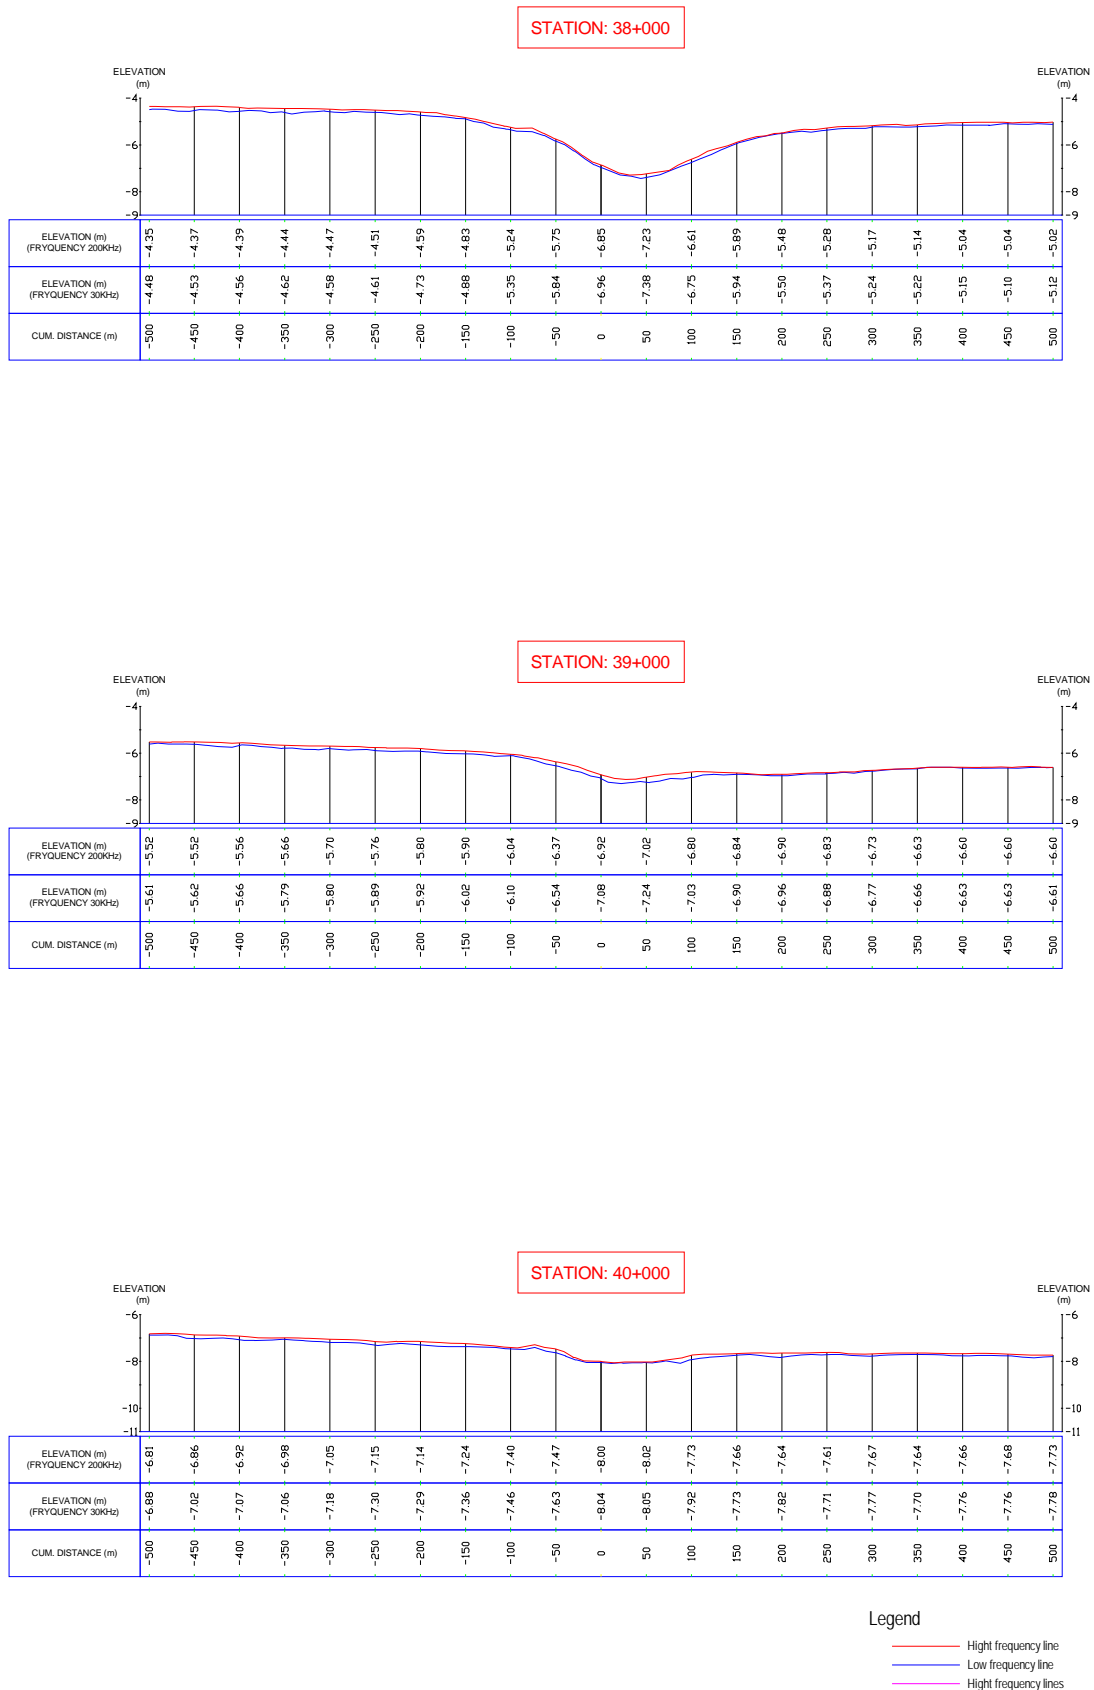 STATION: 38+000
ELEVATION
(m)
ELEVATION
(m)
-4 -4
-6 -6
-8 -8
-9 -9
ELEVATION (m)
(FRYQUENCY 200KHz)
-4.35 -4.37 -4.39 -4.44 -4.47 -4.51 -4.59 -4.83 -5.24 -5.75 -6.85 -7.23 -6.61 -5.89 -5.48 -5.28 -5.17 -5.14 -5.04 -5.04 -5.02
ELEVATION (m)
(FRYQUENCY 30KHz)
-4.48 -4.53 -4.56 -4.62 -4.58 -4.61 -4.73 -4.88 -5.35 -5.84 -6.96 -7.38 -6.75 -5.94 -5.50 -5.37 -5.24 -5.22 -5.15 -5.10 -5.12
CUM. DISTANCE (m)
-500 -450 -400 -350 -300 -250 -200 -150 -100 -50 0 50 100 150 200 250 300 350 400 450 500
STATION: 39+000
ELEVATION
(m)
ELEVATION
(m)
-4 -4
-6 -6
-8 -8
-9 -9
ELEVATION (m)
(FRYQUENCY 200KHz)
-5.52 -5.52 -5.56 -5.66 -5.70 -5.76 -5.80 -5.90 -6.04 -6.37 -6.92 -7.02 -6.80 -6.84 -6.90 -6.83 -6.73 -6.63 -6.60 -6.60 -6.60
ELEVATION (m)
(FRYQUENCY 30KHz)
-5.61 -5.62 -5.66 -5.79 -5.80 -5.89 -5.92 -6.02 -6.10 -6.54 -7.08 -7.24 -7.03 -6.90 -6.96 -6.88 -6.77 -6.66 -6.63 -6.63 -6.61
CUM. DISTANCE (m)
-500 -450 -400 -350 -300 -250 -200 -150 -100 -50 0 50 100 150 200 250 300 350 400 450 500
STATION: 40+000
ELEVATION
(m)
ELEVATION
(m)
-6 -6
-8 -8
-10 -10
-11 -11
ELEVATION (m)
(FRYQUENCY 200KHz)
-6.81 -6.86 -6.92 -6.98 -7.05 -7.15 -7.14 -7.24 -7.40 -7.47 -8.00 -8.02 -7.73 -7.66 -7.64 -7.61 -7.67 -7.64 -7.66 -7.68 -7.73
ELEVATION (m)
(FRYQUENCY 30KHz)
-6.88 -7.02 -7.07 -7.06 -7.18 -7.30 -7.29 -7.36 -7.46 -7.63 -8.04 -8.05 -7.92 -7.73 -7.82 -7.71 -7.77 -7.70 -7.76 -7.76 -7.78
CUM. DISTANCE (m)
-500 -450 -400 -350 -300 -250 -200 -150 -100 -50 0 50 100 150 200 250 300 350 400 450 500
Legend
Hight frequency line
Low frequency line
Hight frequency lines